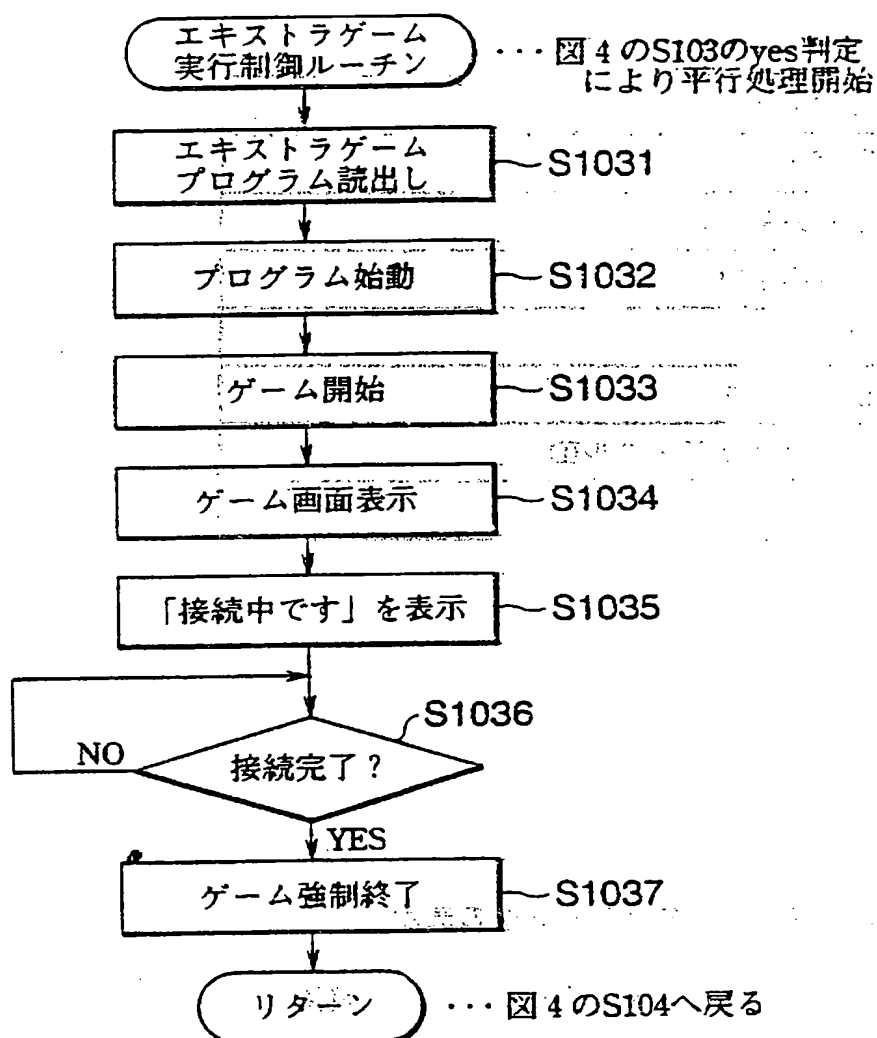 エキストラゲーム
実行制御ルーチン
･･･図4のS103のyes判定
により平行処理開始
エキストラゲーム
プログラム読出し
S1031
プログラム始動
S1032
ゲーム開始
S1033
ゲーム画面表示
S1034
「接続中です」を表示
S1035
S1036
NO
接続完了？
YES
ゲーム強制終了
S1037
リターン
･･･図4のS104へ戻る